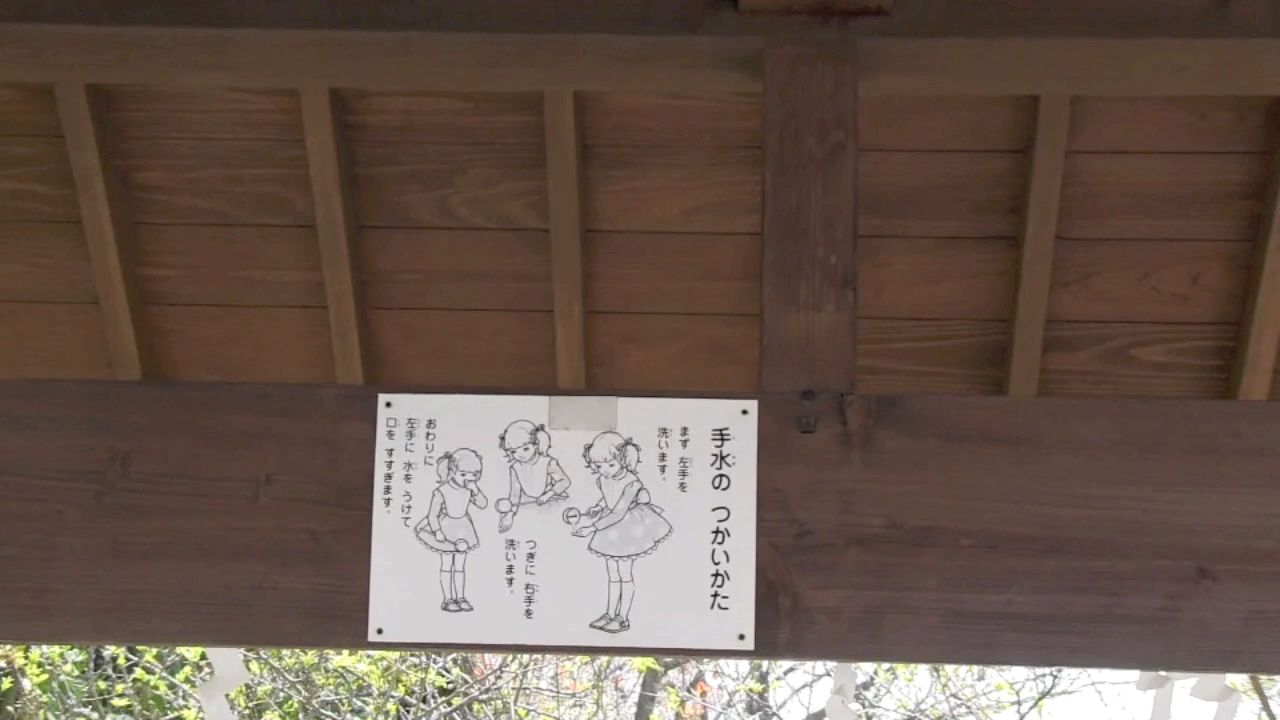 手水の つかいかた
まず 左手を
洗います。
つぎに 右手を
洗います。
おわりに
左手に 水を うけて
口を すすぎます。